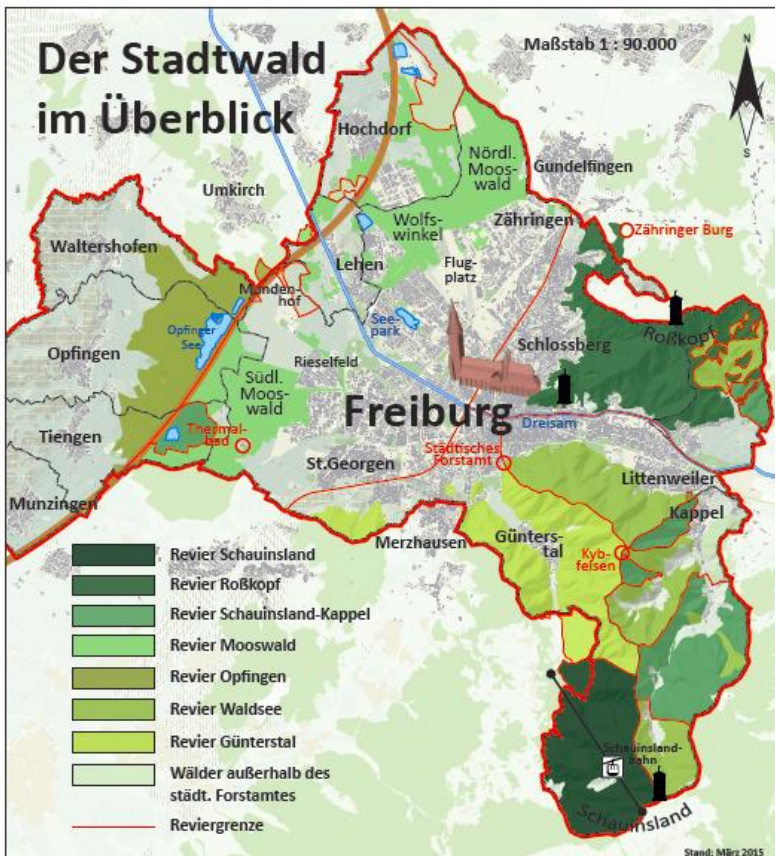 Der Stadtwald
im Überblick
Maßstab 1 : 90.000
N
S
Hochdorf
Nördl.
Moos-
wald
Gundelfingen
Umkirch
Wolfs-
winkel
Zähringen
Zähringer Burg
Waltershofen
Lehen
Flug-
platz
Mundenhof
See-
park
Roßkopf
Opfinger
See
Schlossberg
Opfingen
Rieselfeld
Südl.
Moos-
wald
Freiburg
Dreisam
Tiengen
Thermal-
bad
Städtisches
Forstamt
St.Georgen
Littenweiler
Munzingen
Kappel
Merzhausen
Günters-
tal
Kyb-
felsen
Revier Schauinsland
Revier Roßkopf
Revier Schauinsland-Kappel
Revier Mooswald
Revier Opfingen
Revier Waldsee
Revier Günterstal
Wälder außerhalb des
städt. Forstamtes
Reviergrenze
Schauinsland-
bahn
Schauinsland
Stand: März 2015